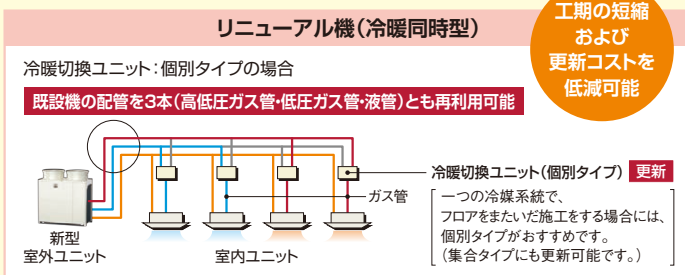 工期の短縮
および
更新コストを
低減可能
リニューアル機(冷暖同時型)
冷暖切換ユニット:個別タイプの場合
既設機の配管を3本(高低圧ガス管・低圧ガス管・液管)とも再利用可能
冷暖切換ユニット(個別タイプ) 更新
ガス管
一つの冷媒系統で、
フロアをまたいだ施工をする場合には、
個別タイプがおすすめです。
(集合タイプにも更新可能です。)
新型
室外ユニット
室内ユニット